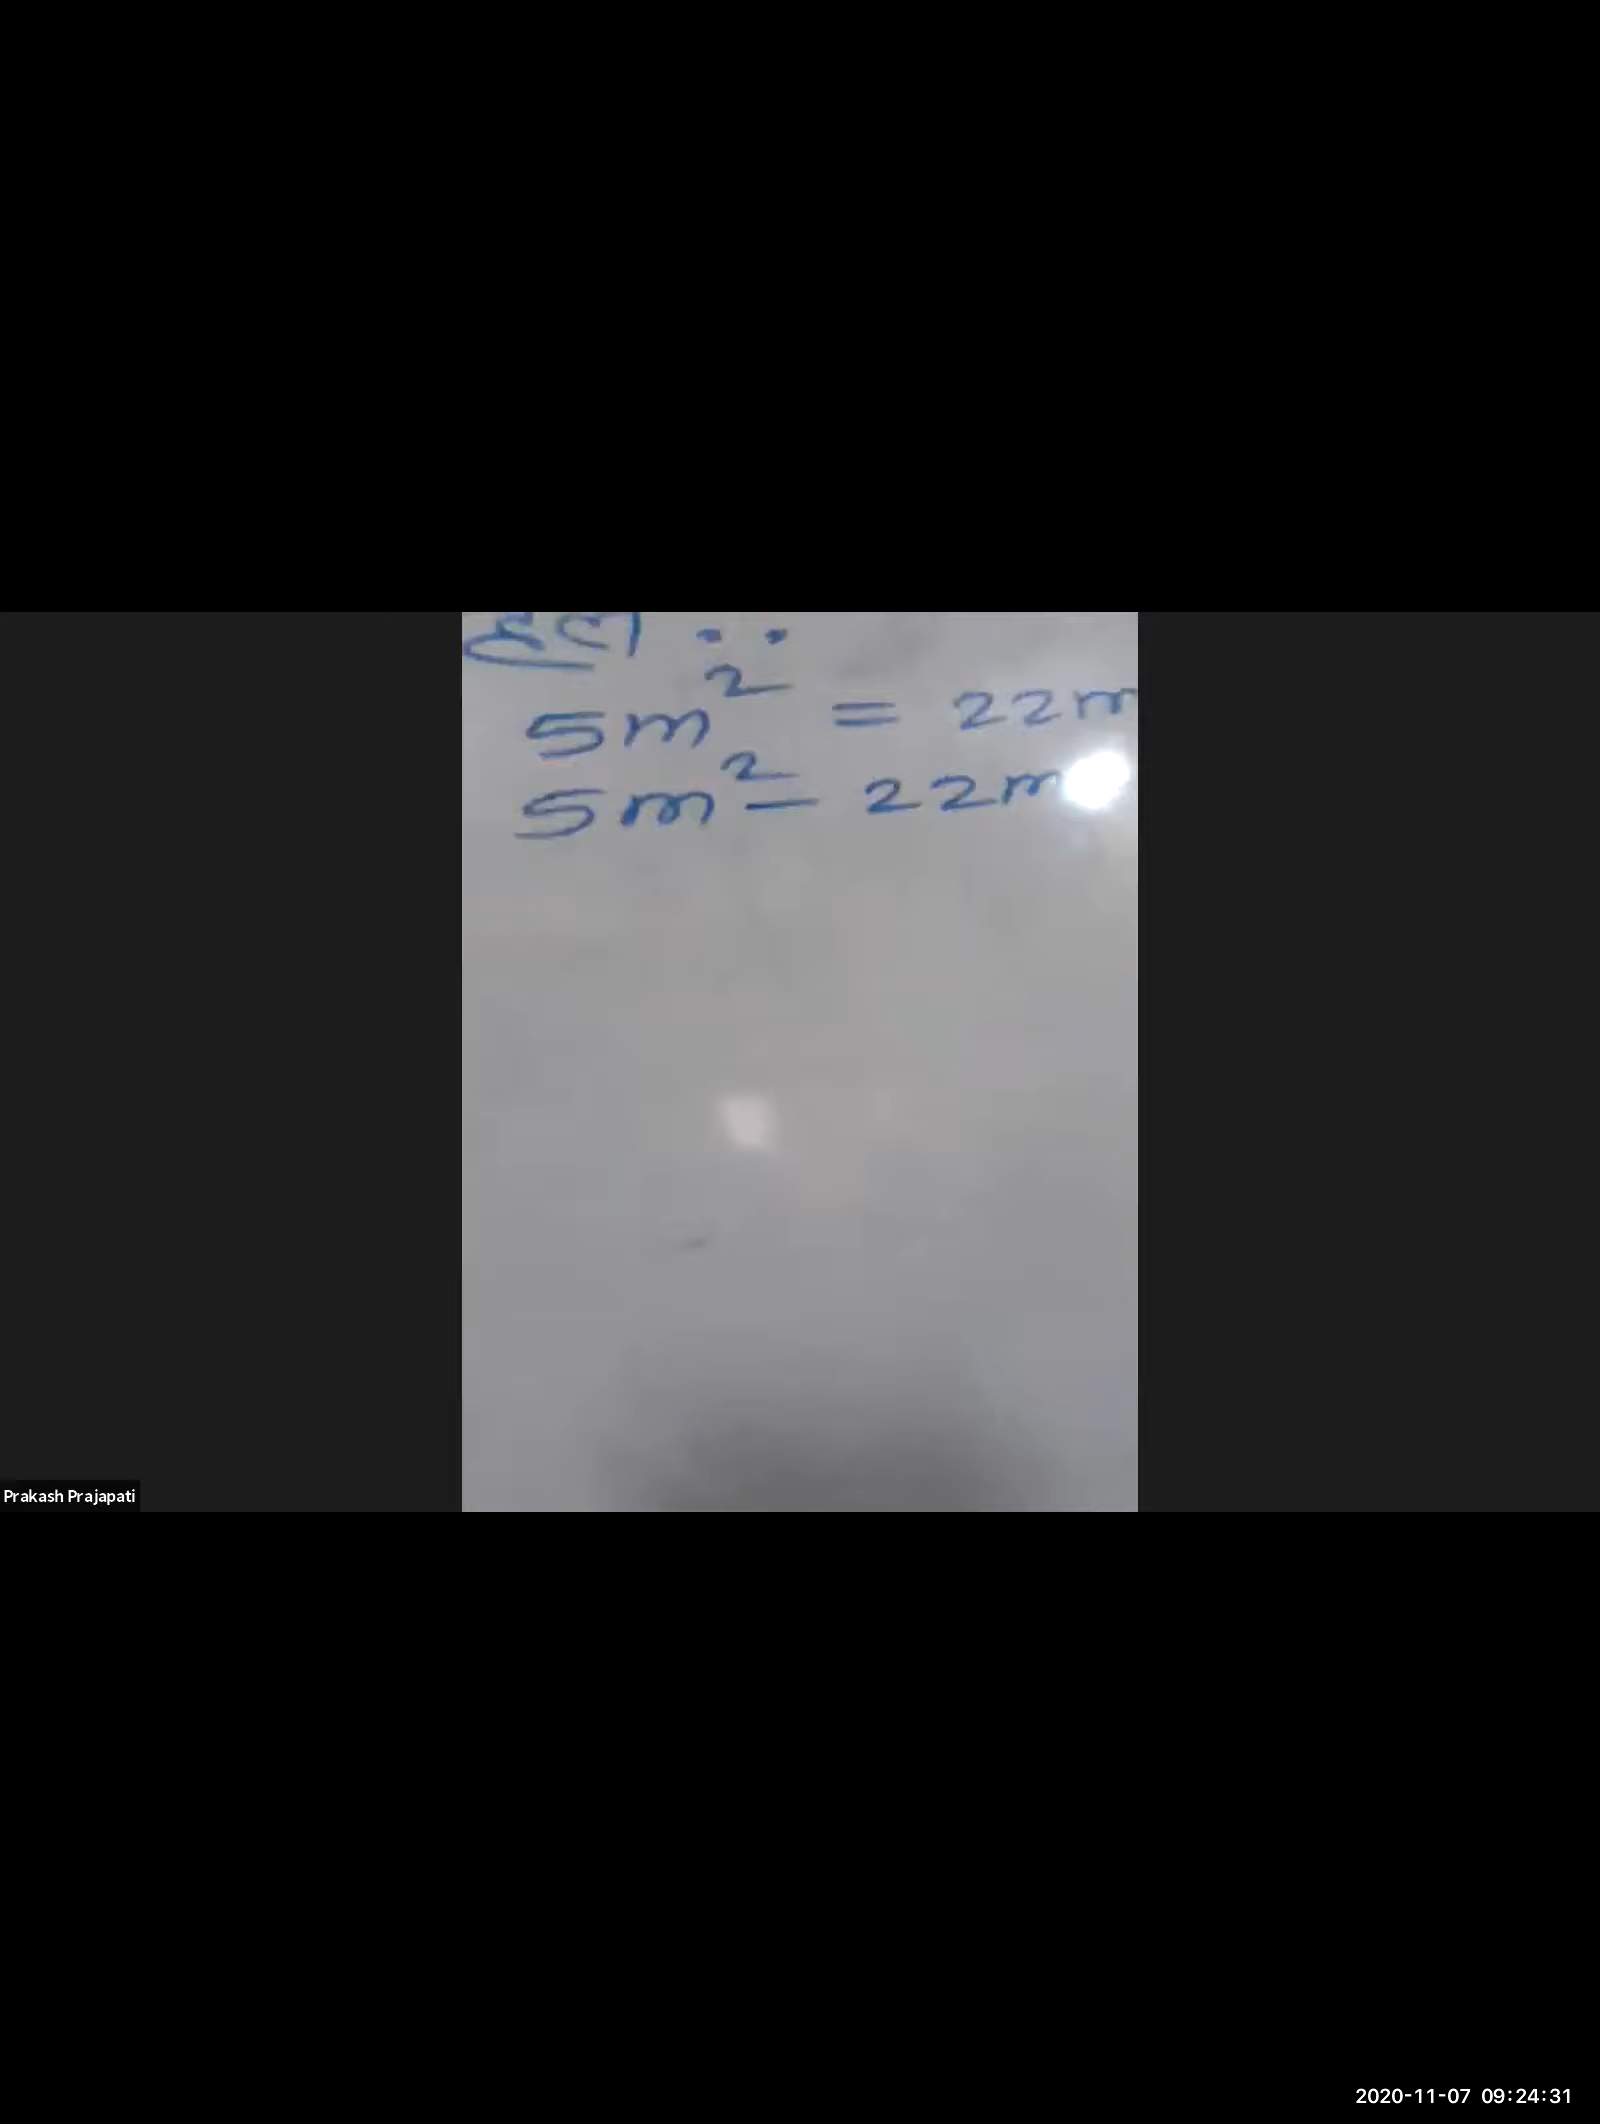 हल :
5m² = 22m
5m² - 22m
Prakash Prajapati
2020-11-07 09:24:31